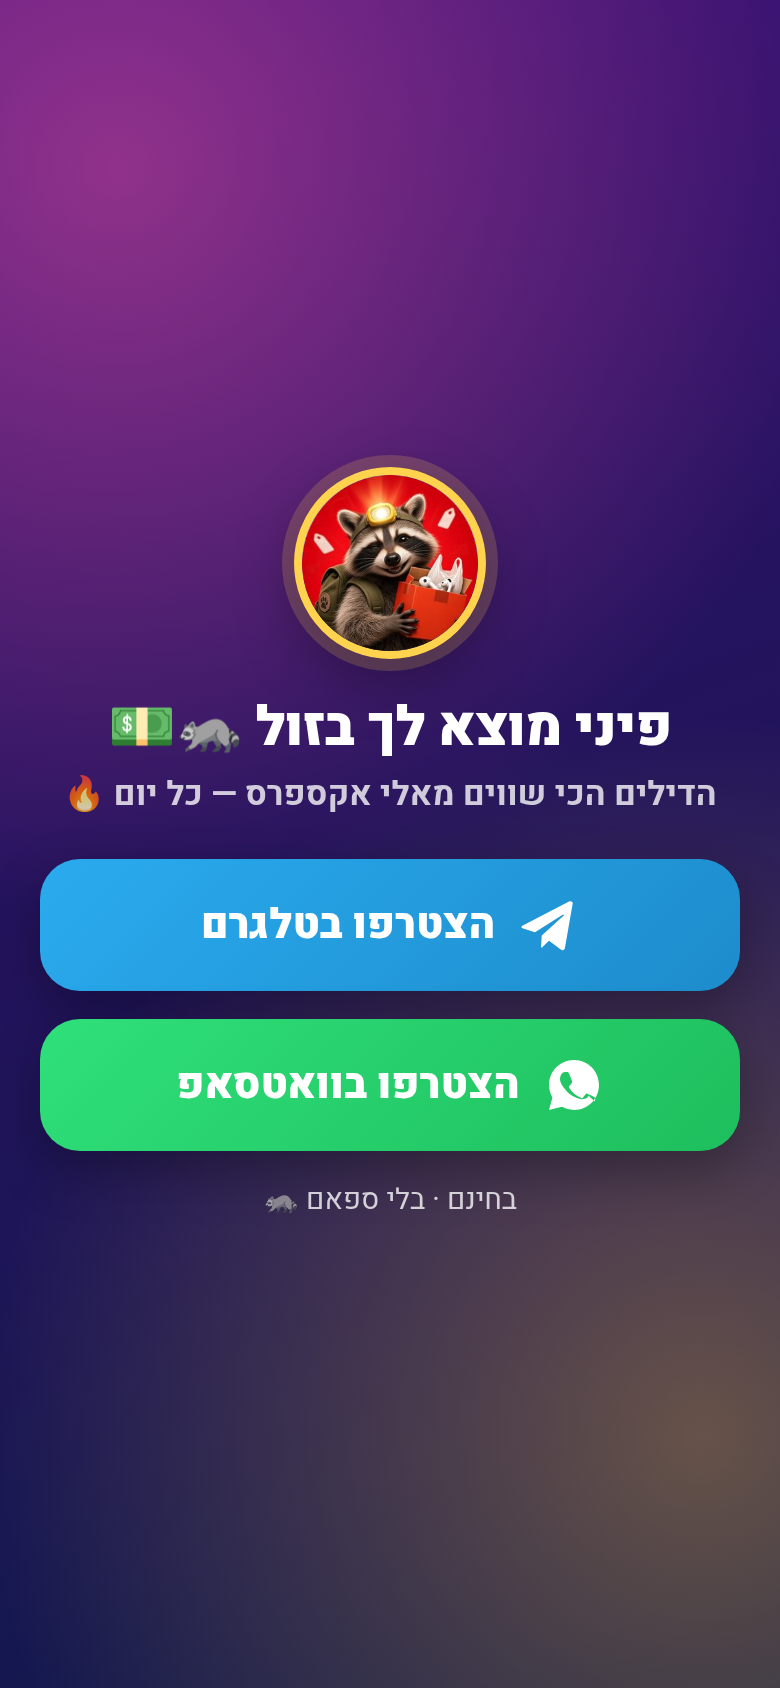 פיני מוצא לך בזול 🦝💵
הדילים הכי שווים מאלי אקספרס — כל יום 🔥
הצטרפו בטלגרם
הצטרפו בוואטסאפ
בחינם · בלי ספאם 🦝